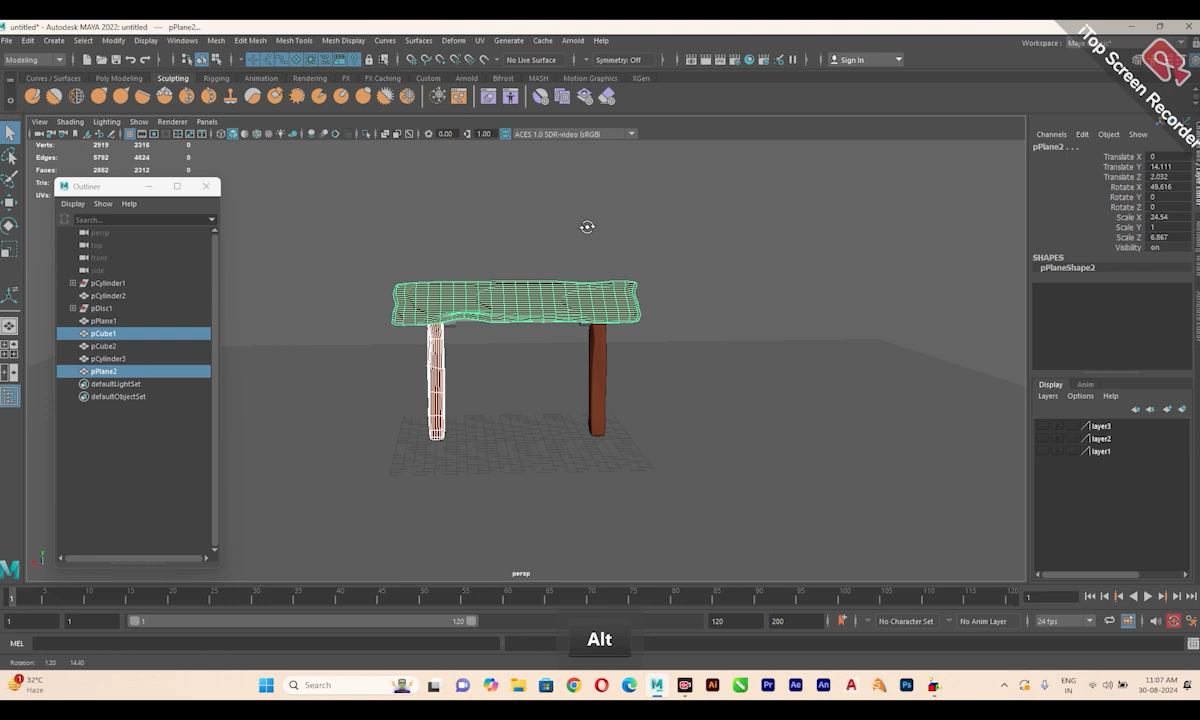 untitled* - Autodesk MAYA 2022: untitled --- pPlane2...
File Edit Create Select Modify Display Windows Mesh Edit Mesh Mesh Tools Mesh Display Curves Surfaces Deform UV Generate Cache Arnold Help
Workspace :
iTop Screen Recorder
Modeling
No Live Surface
Symmetry: Off
Sign In
Curves / Surfaces Poly Modeling Sculpting Rigging Animation Rendering FX FX Caching Custom Arnold Bifrost MASH Motion Graphics XGen
View Shading Lighting Show Renderer Panels
0.00 1.00 ACES 1.0 SDR-video (sRGB)
Channels Edit Object Show
pPlane2 . . .
Verts: 2919 2316 0
Edges: 5792 4624 0
Faces: 2882 2312 0
Tris:
UVs:
Translate X 0
Translate Y 14.111
Translate Z 2.032
Rotate X 49.616
Rotate Y 0
Rotate Z 0
Scale X 24.54
Scale Y 1
Scale Z 6.867
Visibility on
SHAPES
pPlaneShape2
Outliner
Display Show Help
Search...
persp
top
front
side
pCylinder1
pCylinder2
pDisc1
pPlane1
pCube1
pCube2
pCylinder3
pPlane2
defaultLightSet
defaultObjectSet
Display Anim
Layers Options Help
layer3
layer2
layer1
persp
1 5 10 15 20 25 30 35 40 45 50 55 60 65 70 75 80 85 90 95 100 105 110 115 120
1
1 1 1 120 120 200 No Character Set No Anim Layer 24 fps
MEL
Alt
Rotation: 1.20 14.40
32°C
Haze
Search
ENG
IN
11:07 AM
30-08-2024